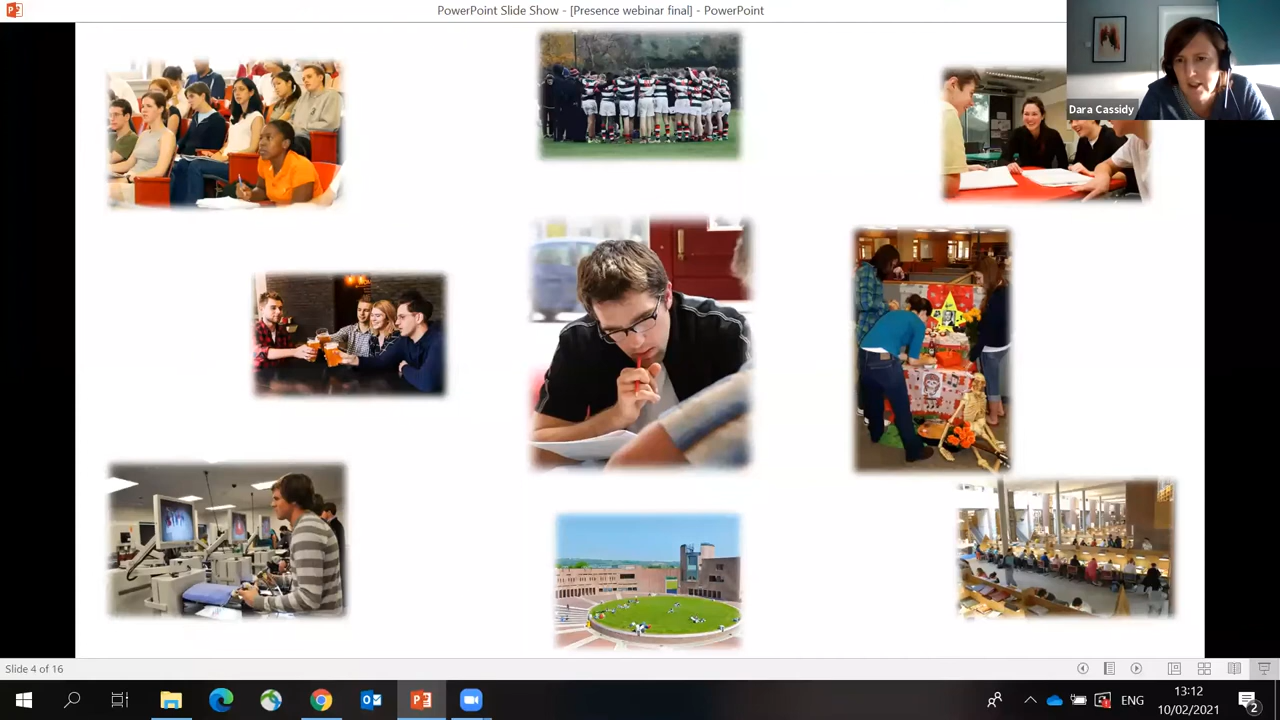 PowerPoint Slide Show - [Presence webinar final] - PowerPoint
Dara Cassidy
Slide 4 of 16
ENG
13:12
10/02/2021
2